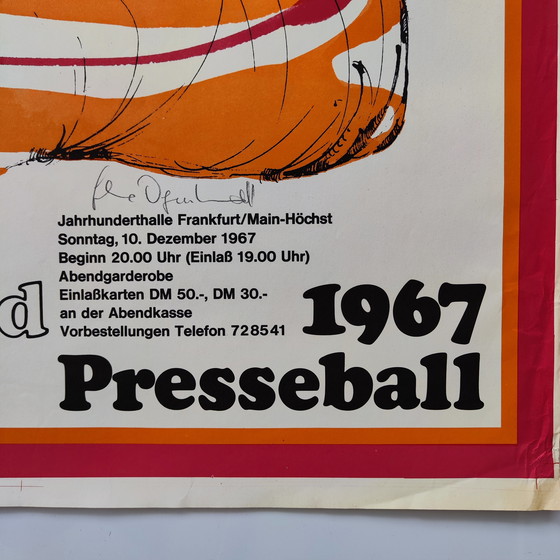 Jahrhunderthalle Frankfurt/Main-Höchst
Sonntag, 10. Dezember 1967
Beginn 20.00 Uhr (Einlaß 19.00 Uhr)
Abendgarderobe
Einlaßkarten DM 50.-, DM 30.-
an der Abendkasse
Vorbestellungen Telefon 728541
d
1967
Presseball